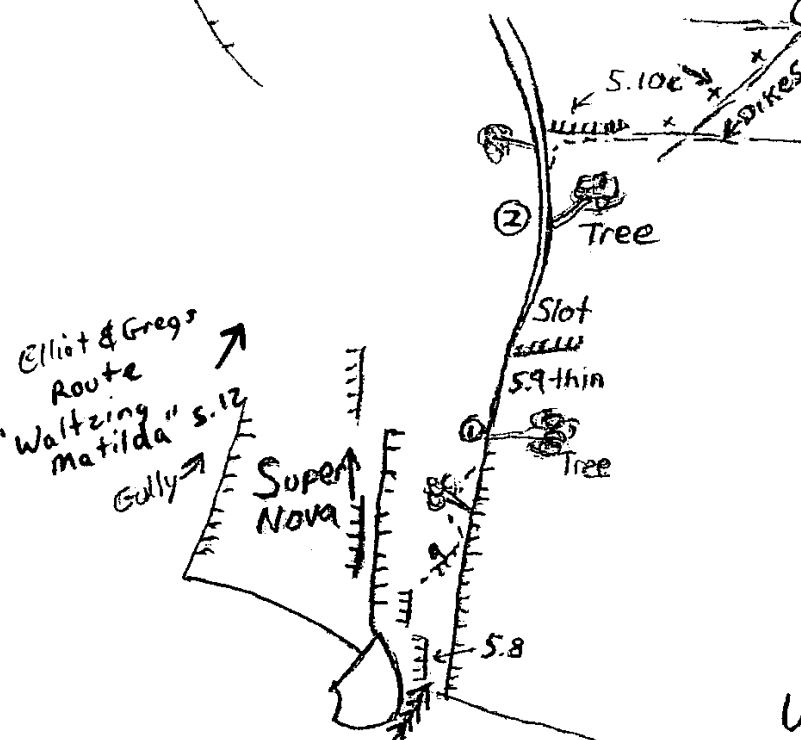 5.10c
DIKES
2
Tree
Slot
5.9 thin
1
Tree
Elliot & Gregs
Route
"Waltzing
Matilda" 5.12
Gully
Super
Nova
5.8